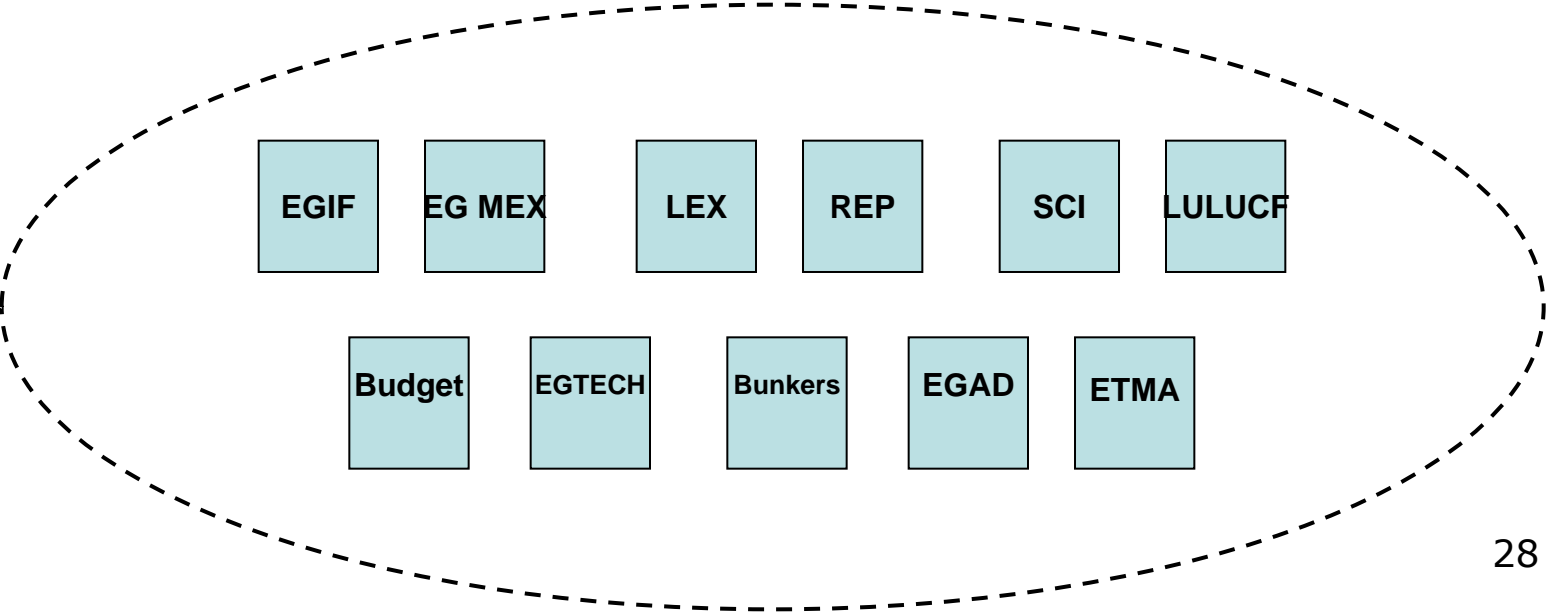 EGIF
EG MEX
LEX
REP
SCI
LULUCF
Budget
EGTECH
Bunkers
EGAD
ETMA
28